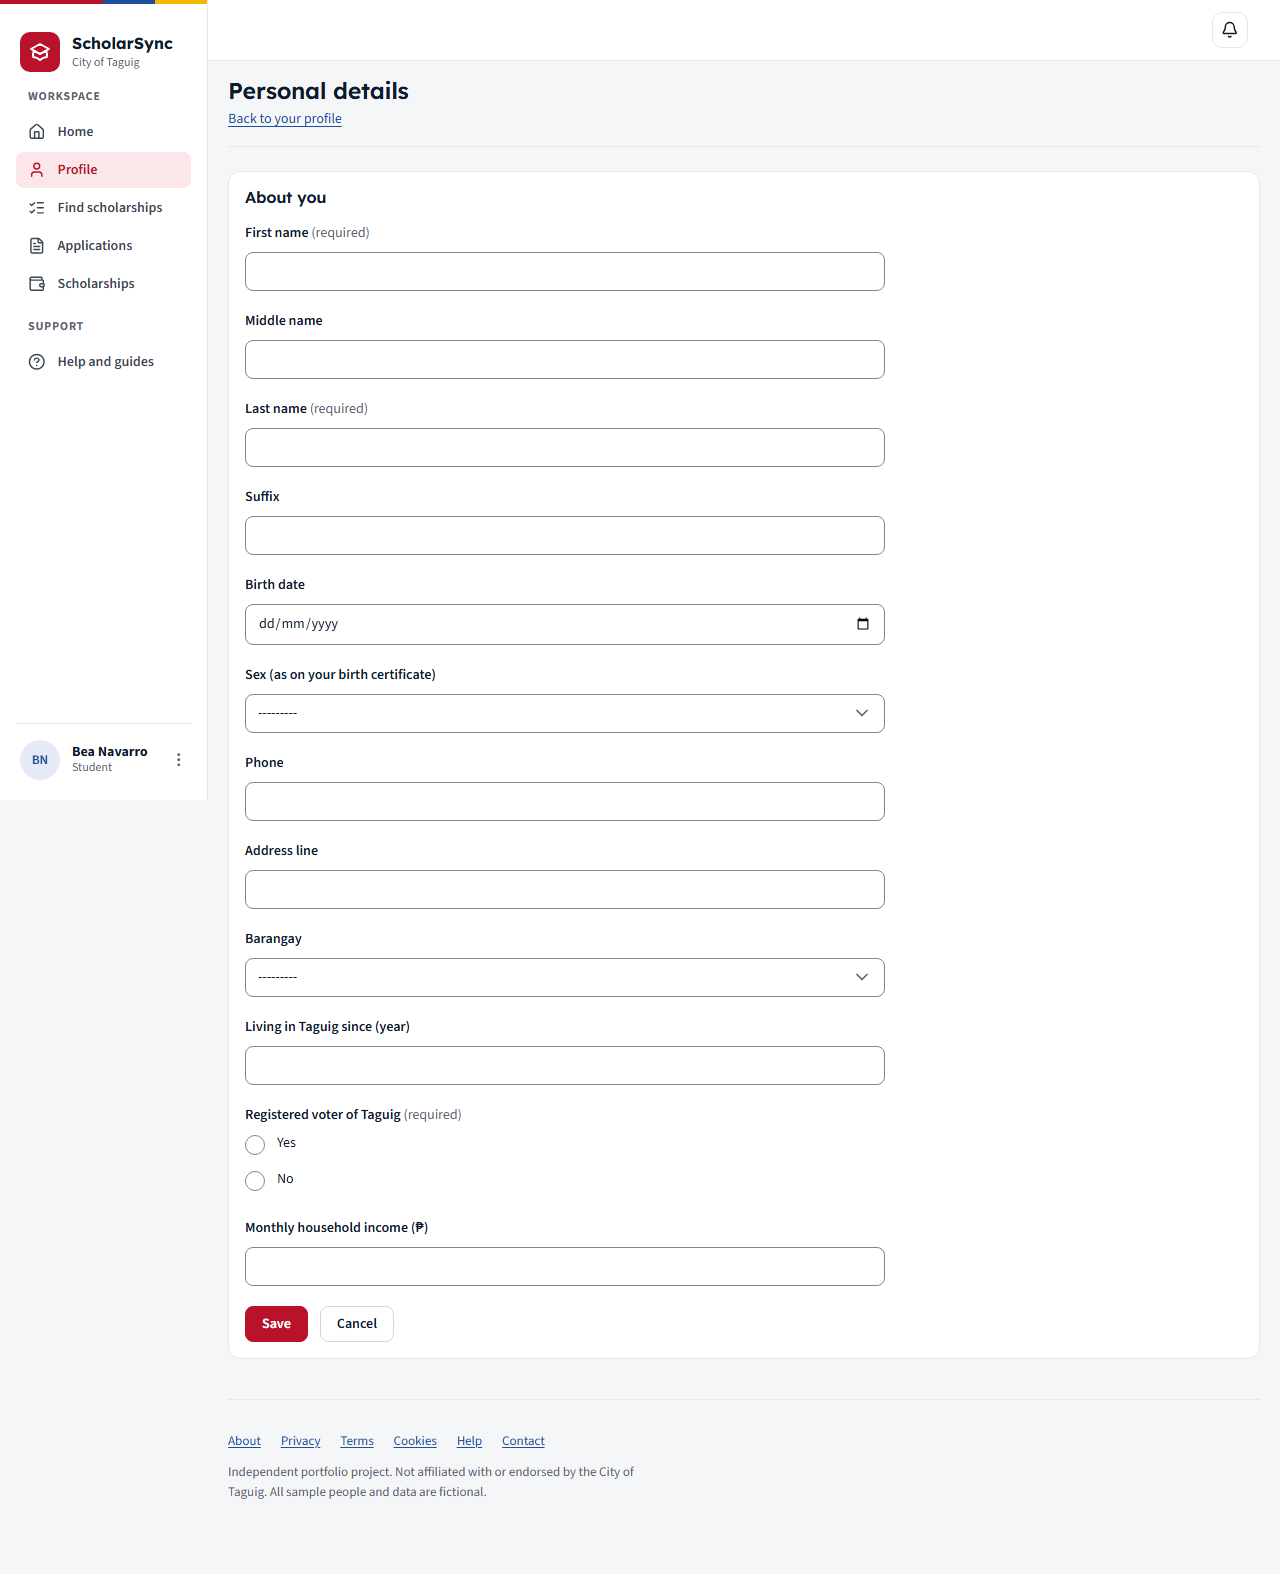 ScholarSync
City of Taguig
WORKSPACE
Home
Profile
Find scholarships
Applications
Scholarships
SUPPORT
Help and guides
BN
Bea Navarro
Student
Personal details
Back to your profile
About you
First name (required)
Middle name
Last name (required)
Suffix
Birth date
dd/mm/yyyy
Sex (as on your birth certificate)
---------
Phone
Address line
Barangay
---------
Living in Taguig since (year)
Registered voter of Taguig (required)
Yes
No
Monthly household income (₱)
Save Cancel
About Privacy Terms Cookies Help Contact
Independent portfolio project. Not affiliated with or endorsed by the City of
Taguig. All sample people and data are fictional.